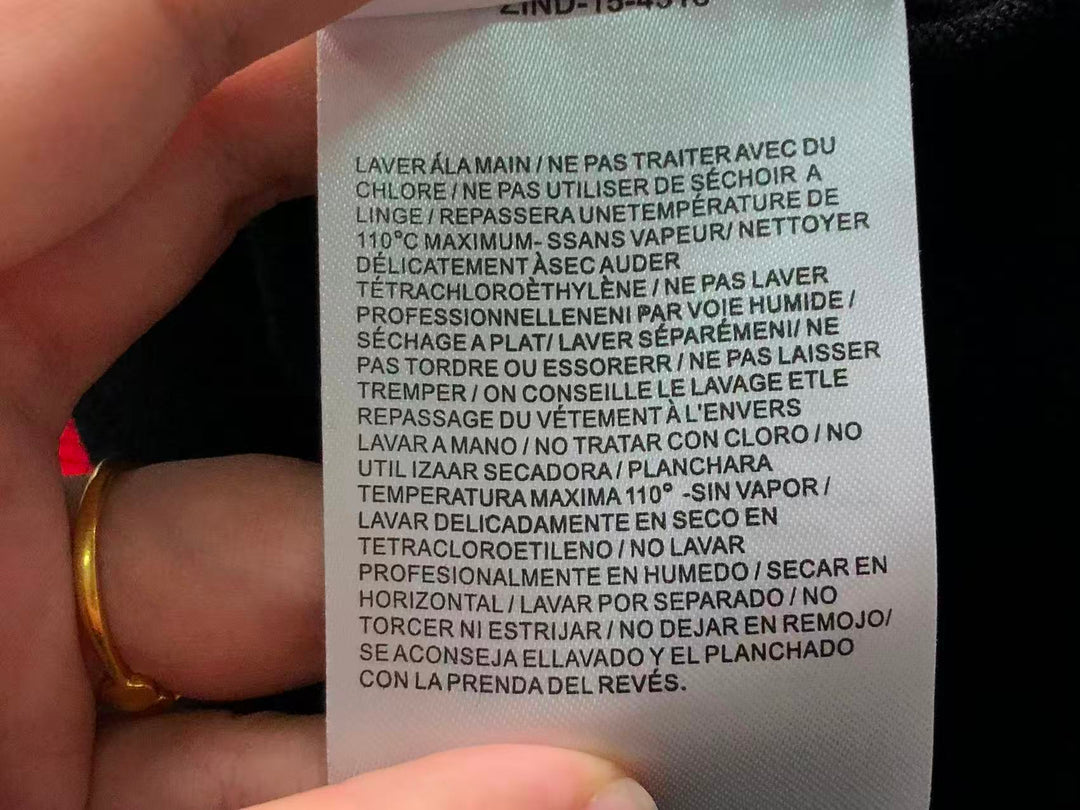 LAVER ÁLA MAIN / NE PAS TRAITER AVEC DU
CHLORE / NE PAS UTILISER DE SÉCHOIR A
LINGE / REPASSERA UNETEMPÉRATURE DE
110°C MAXIMUM- SSANS VAPEUR/ NETTOYER
DÉLICATEMENT ÀSEC AUDER
TÉTRACHLOROÈTHYLÈNE / NE PAS LAVER
PROFESSIONNELLENENI PAR VOIE HUMIDE /
SÉCHAGE A PLAT/ LAVER SÉPARÉMENI/ NE
PAS TORDRE OU ESSORERR / NE PAS LAISSER
TREMPER / ON CONSEILLE LE LAVAGE ETLE
REPASSAGE DU VÉTEMENT À L'ENVERS
LAVAR A MANO / NO TRATAR CON CLORO / NO
UTIL IZAAR SECADORA / PLANCHARA
TEMPERATURA MAXIMA 110° -SIN VAPOR /
LAVAR DELICADAMENTE EN SECO EN
TETRACLOROETILENO / NO LAVAR
PROFESIONALMENTE EN HUMEDO / SECAR EN
HORIZONTAL / LAVAR POR SEPARADO / NO
TORCER NI ESTRIJAR / NO DEJAR EN REMOJO/
SE ACONSEJA ELLAVADO Y EL PLANCHADO
CON LA PRENDA DEL REVÉS.